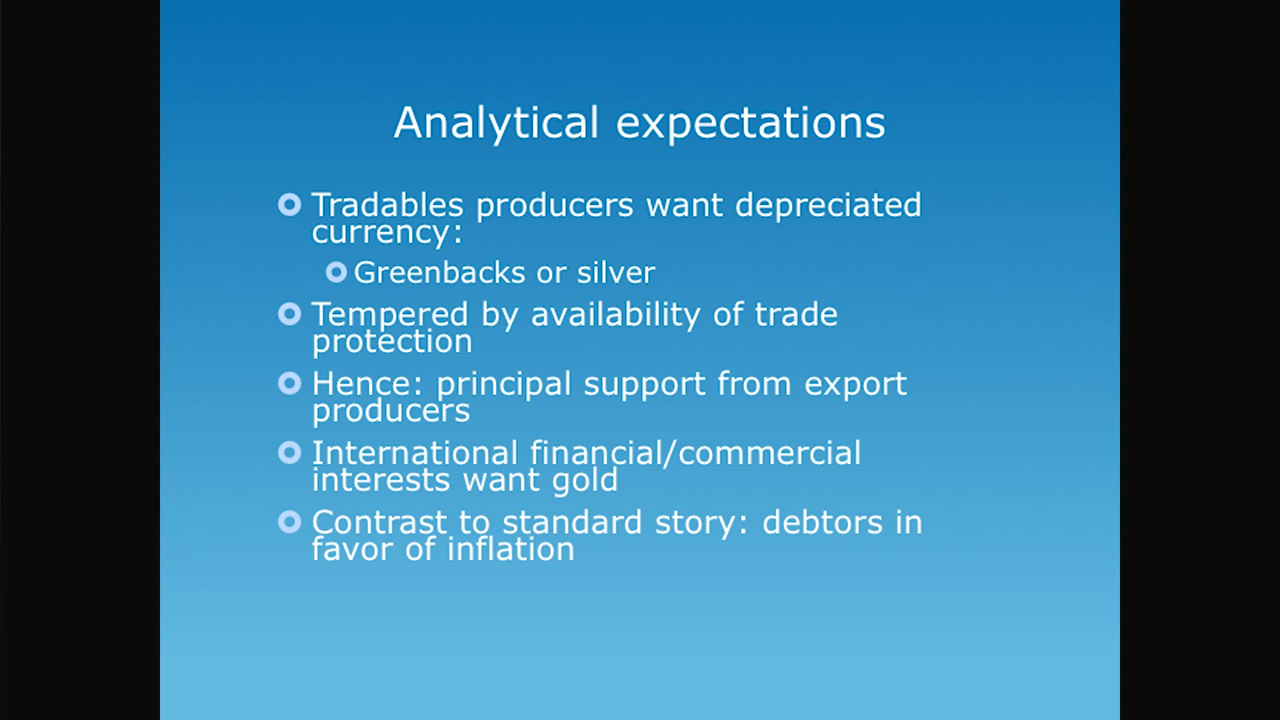 Analytical expectations
Tradables producers want depreciated
currency:
Greenbacks or silver
Tempered by availability of trade
protection
Hence: principal support from export
producers
International financial/commercial
interests want gold
Contrast to standard story: debtors in
favor of inflation